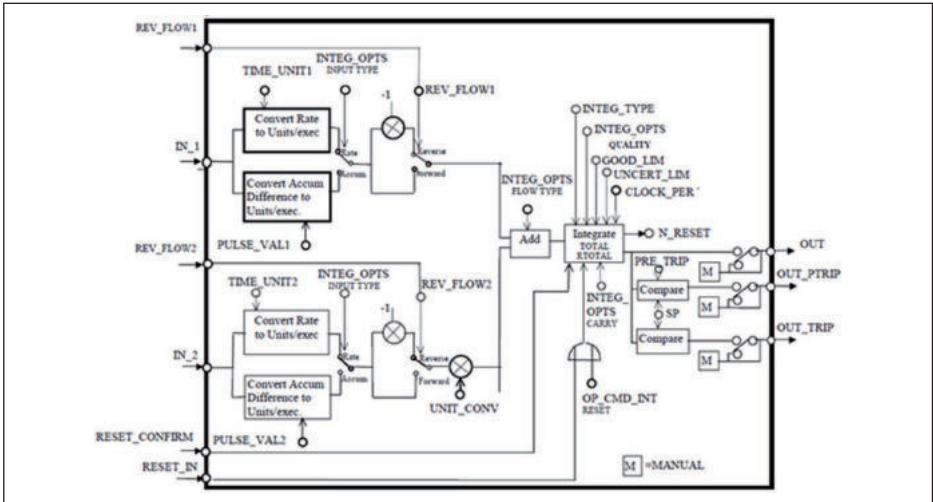 REV_FLOW1
TIME_UNIT1
INTEG_OPTS
INPUT TYPE
-1
REV_FLOW1
Convert Rate
to Units/exec
IN_1
Rate
Accum
Reverse
Forward
Convert Accum
Difference to
Units/exec.
PULSE_VAL1
INTEG_TYPE
INTEG_OPTS
QUALITY
GOOD_LIM
UNCERT_LIM
CLOCK_PER
INTEG_OPTS
FLOW TYPE
Add
Integrate
TOTAL
RTOTAL
N_RESET
OUT
REV_FLOW2
TIME_UNIT2
INTEG_OPTS
INPUT TYPE
-1
REV_FLOW2
PRE_TRIP
M
OUT_PTRIP
Compare
M
SP
INTEG_
OPTS
CARRY
Compare
M
OUT_TRIP
Convert Rate
to Units/exec
IN_2
Rate
Accum
Reverse
Forward
Convert Accum
Difference to
Units/exec.
UNIT_CONV
OP_CMD_INT
RESET
PULSE_VAL2
RESET_CONFIRM
RESET_IN
M =MANUAL